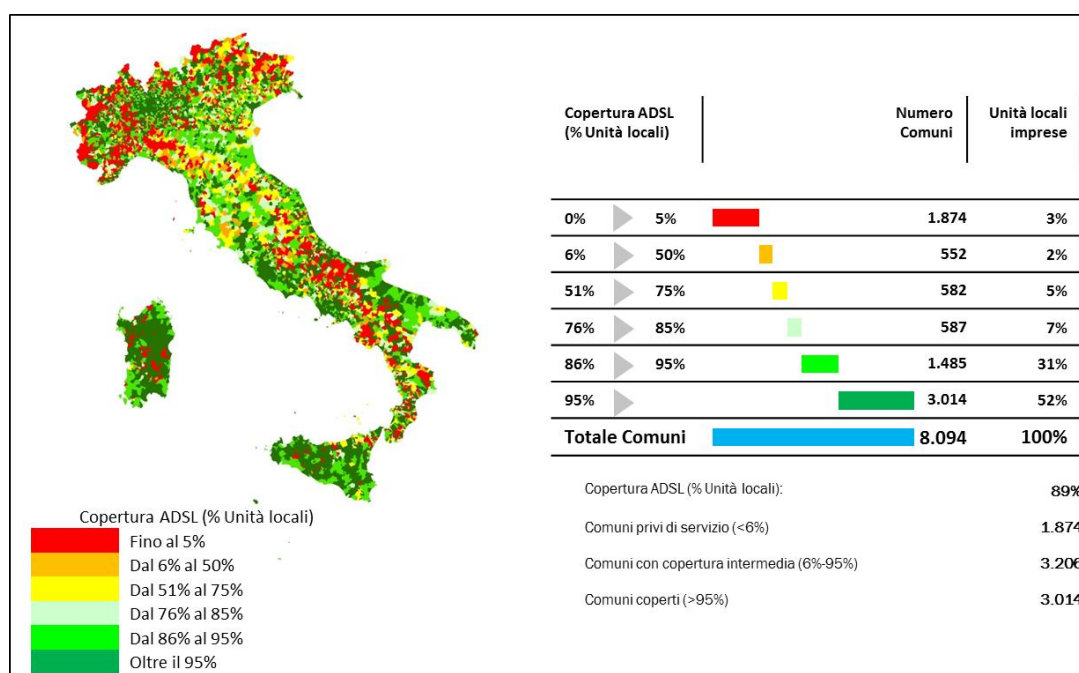 Copertura ADSL
(% Unità locali)
Numero
Comuni
Unità locali
imprese
0% 5% 1.874 3%
6% 50% 552 2%
51% 75% 582 5%
76% 85% 587 7%
86% 95% 1.485 31%
95% 3.014 52%
Totale Comuni 8.094 100%
Copertura ADSL (% Unità locali): 89%
Comuni privi di servizio (<6%) 1.874
Comuni con copertura intermedia (6%-95%) 3.206
Comuni coperti (>95%) 3.014
Copertura ADSL (% Unità locali)
Fino al 5%
Dal 6% al 50%
Dal 51% al 75%
Dal 76% al 85%
Dal 86% al 95%
Oltre il 95%